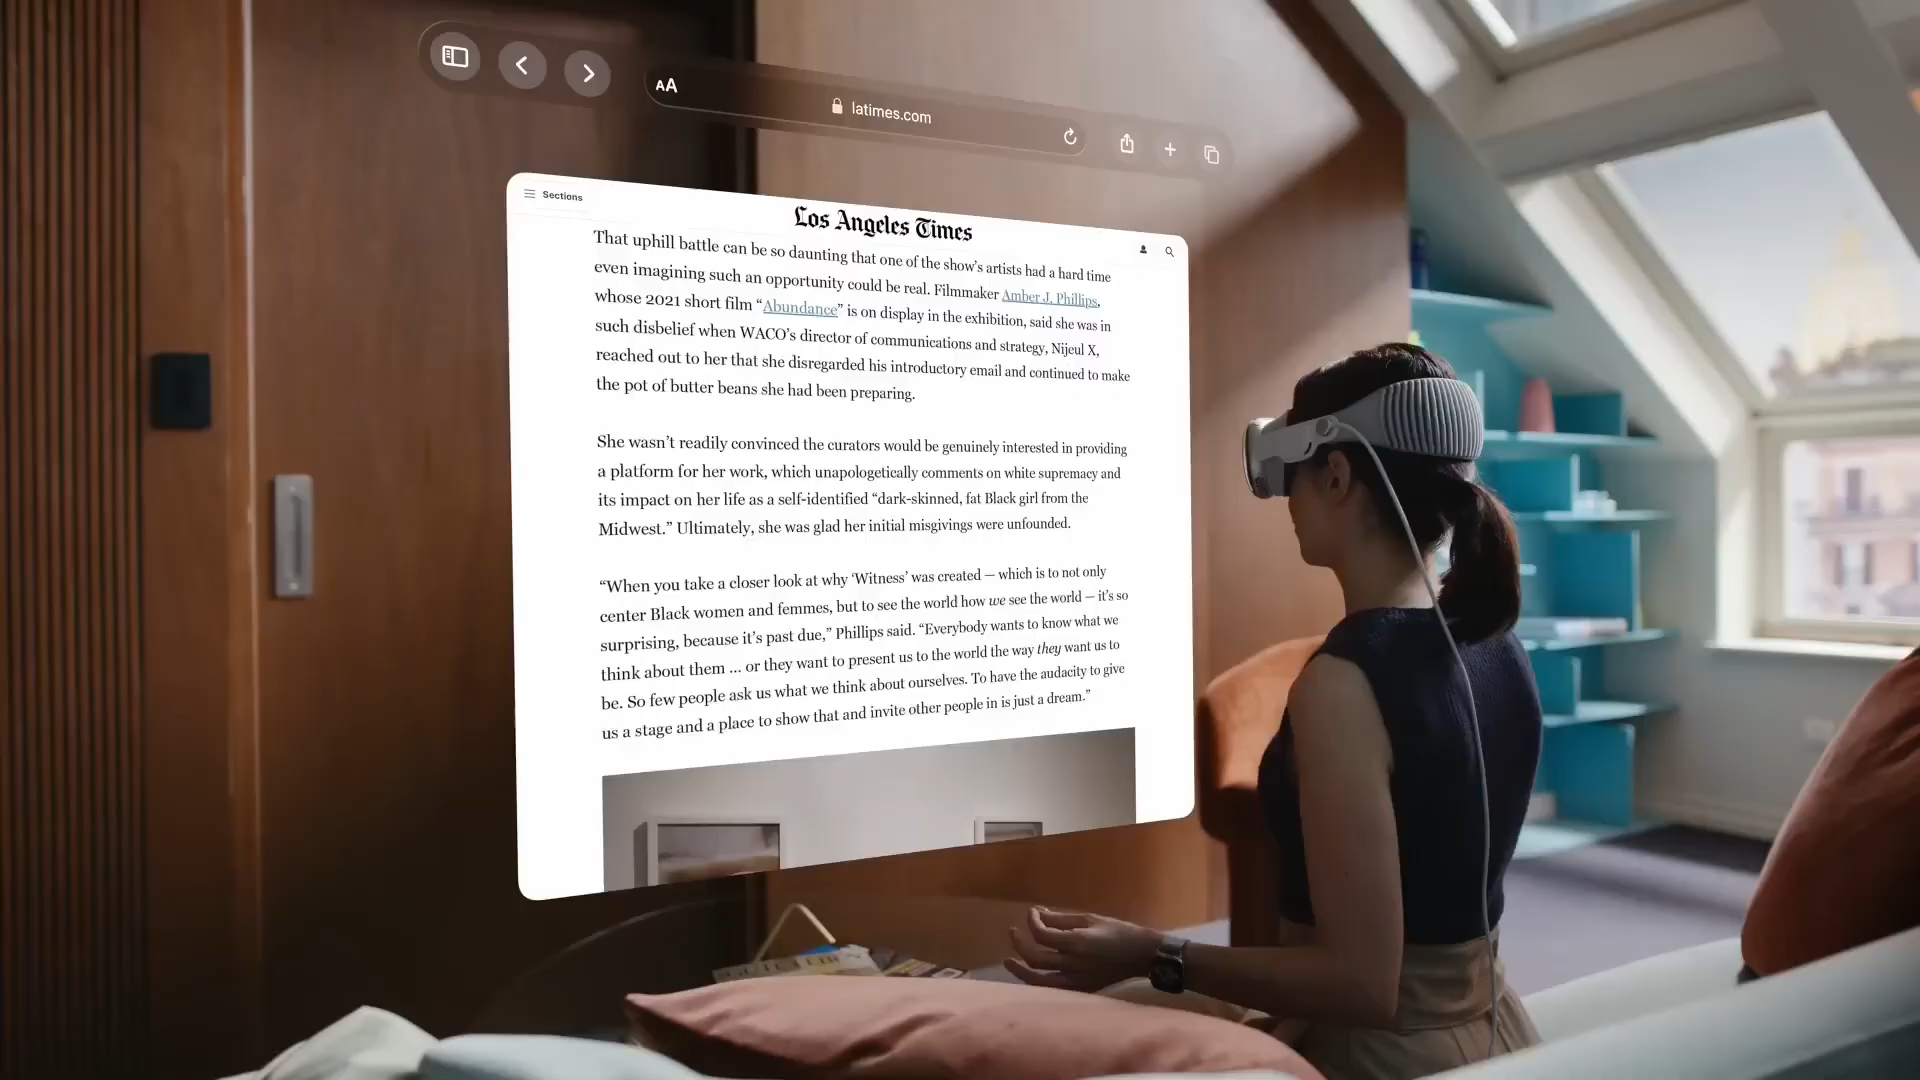 AA
latimes.com
Sections
Los Angeles Times
That uphill battle can be so daunting that one of the show’s artists had a hard time
even imagining such an opportunity could be real. Filmmaker Amber J. Phillips,
whose 2021 short film “Abundance” is on display in the exhibition, said she was in
such disbelief when WACO’s director of communications and strategy, Nijeul X,
reached out to her that she disregarded his introductory email and continued to make
the pot of butter beans she had been preparing.
She wasn’t readily convinced the curators would be genuinely interested in providing
a platform for her work, which unapologetically comments on white supremacy and
its impact on her life as a self-identified “dark-skinned, fat Black girl from the
Midwest.” Ultimately, she was glad her initial misgivings were unfounded.
“When you take a closer look at why ‘Witness’ was created — which is to not only
center Black women and femmes, but to see the world how we see the world — it’s so
surprising, because it’s past due,” Phillips said. “Everybody wants to know what we
think about them ... or they want to present us to the world the way they want us to
be. So few people ask us what we think about ourselves. To have the audacity to give
us a stage and a place to show that and invite other people in is just a dream.”